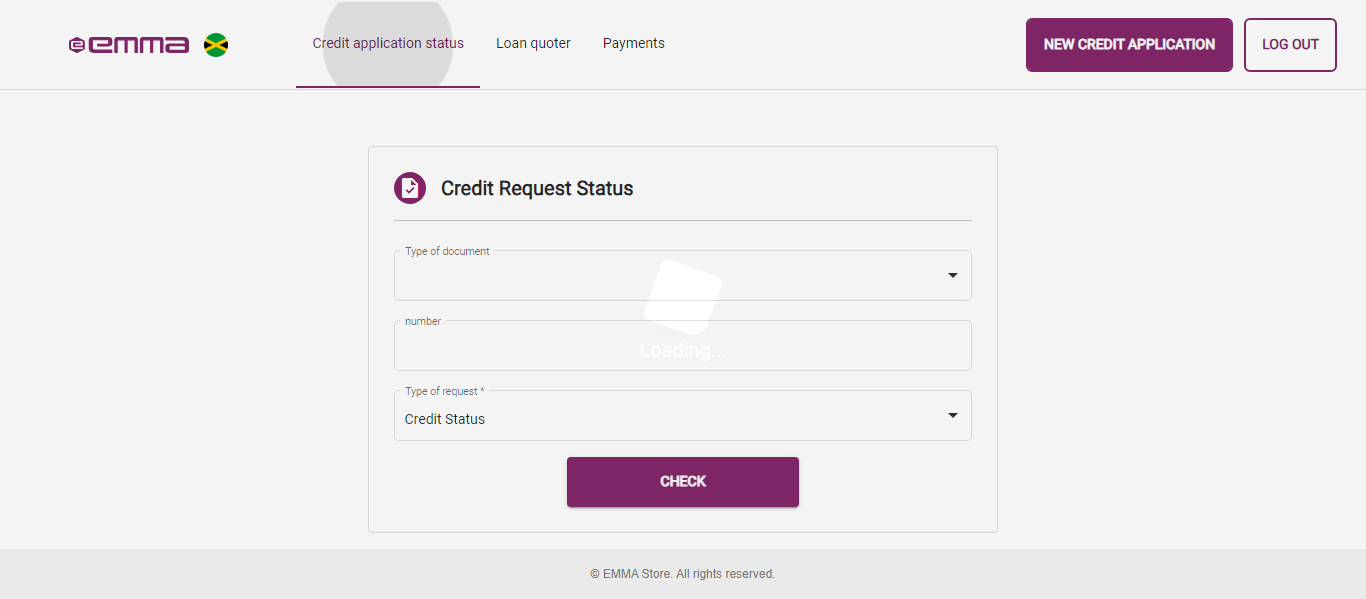 emma
Credit application status
Loan quoter
Payments
NEW CREDIT APPLICATION
LOG OUT
Credit Request Status
Type of document
number
Loading...
Type of request *
Credit Status
CHECK
© EMMA Store. All rights reserved.